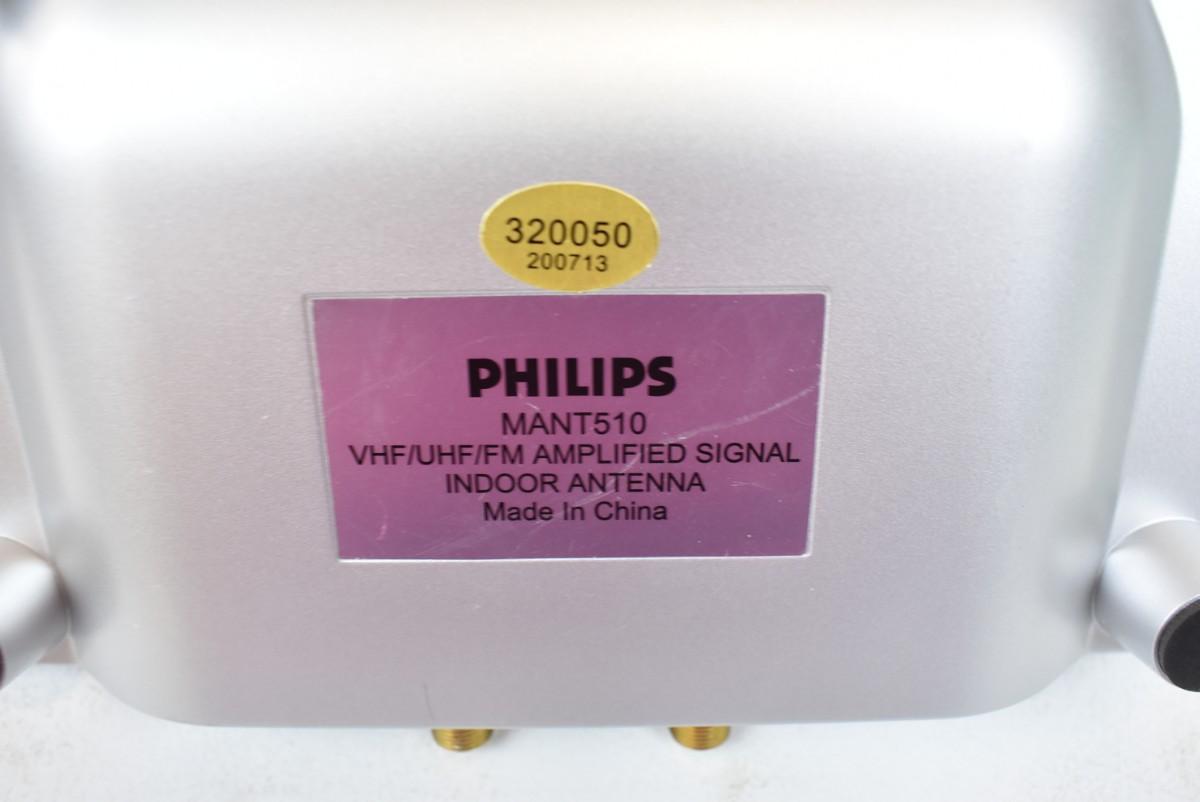 320050
200713
PHILIPS
MANT510
VHF/UHF/FM AMPLIFIED SIGNAL
INDOOR ANTENNA
Made In China